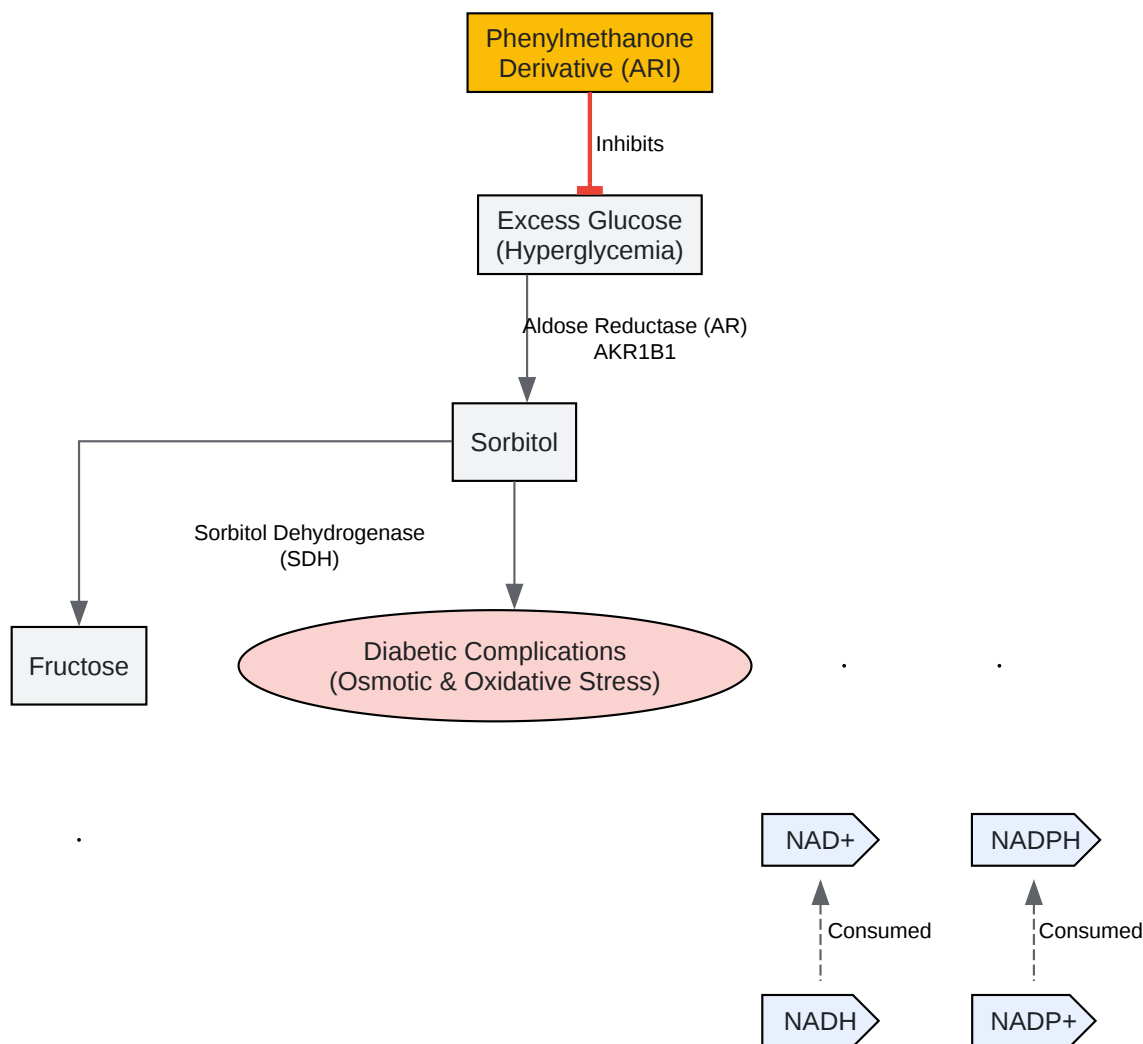 Phenylmethanone
Derivative (ARI)
Inhibits
Excess Glucose
(Hyperglycemia)
Aldose Reductase (AR)
AKR1B1
Sorbitol
Sorbitol Dehydrogenase
(SDH)
Fructose
Diabetic Complications
(Osmotic & Oxidative Stress)
NAD+
NADPH
Consumed
Consumed
NADH
NADP+